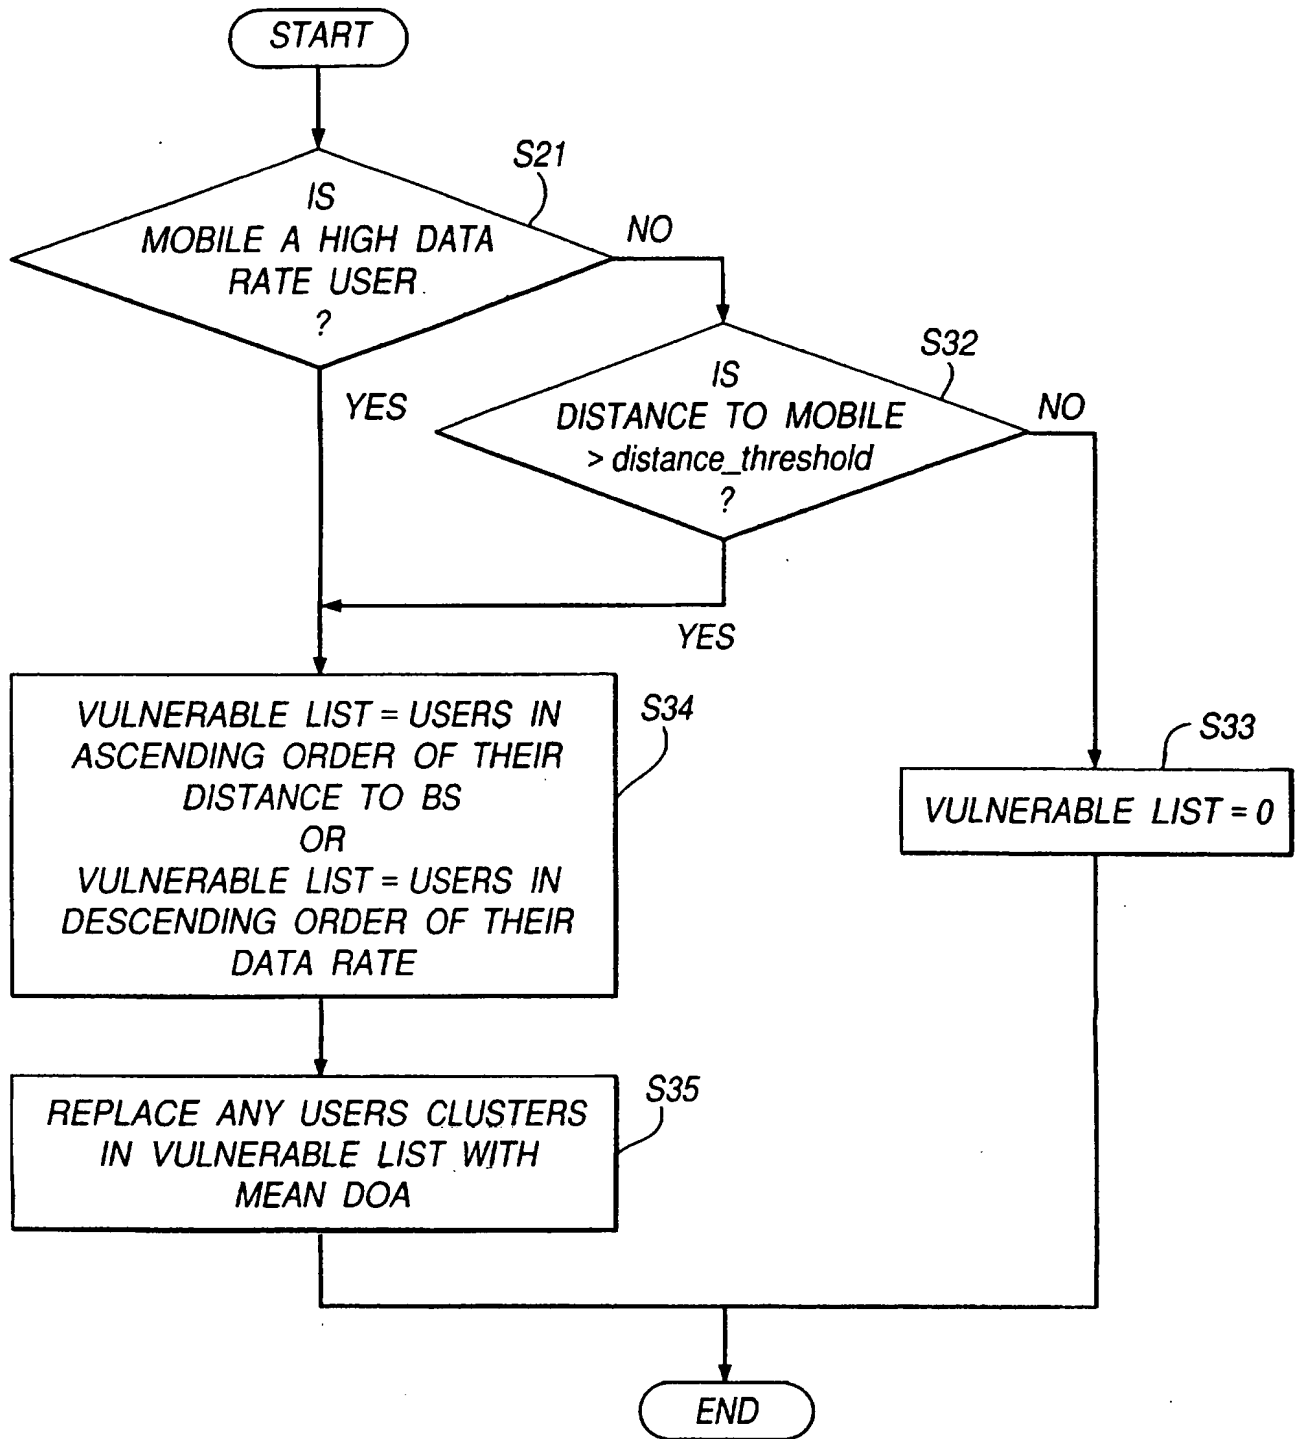 START
S21
IS
MOBILE A HIGH DATA
RATE USER
?
NO
YES
S32
IS
DISTANCE TO MOBILE
> distance_threshold
?
NO
YES
VULNERABLE LIST = USERS IN
ASCENDING ORDER OF THEIR
DISTANCE TO BS
OR
VULNERABLE LIST = USERS IN
DESCENDING ORDER OF THEIR
DATA RATE
S34
S33
VULNERABLE LIST = 0
REPLACE ANY USERS CLUSTERS
IN VULNERABLE LIST WITH
MEAN DOA
S35
END